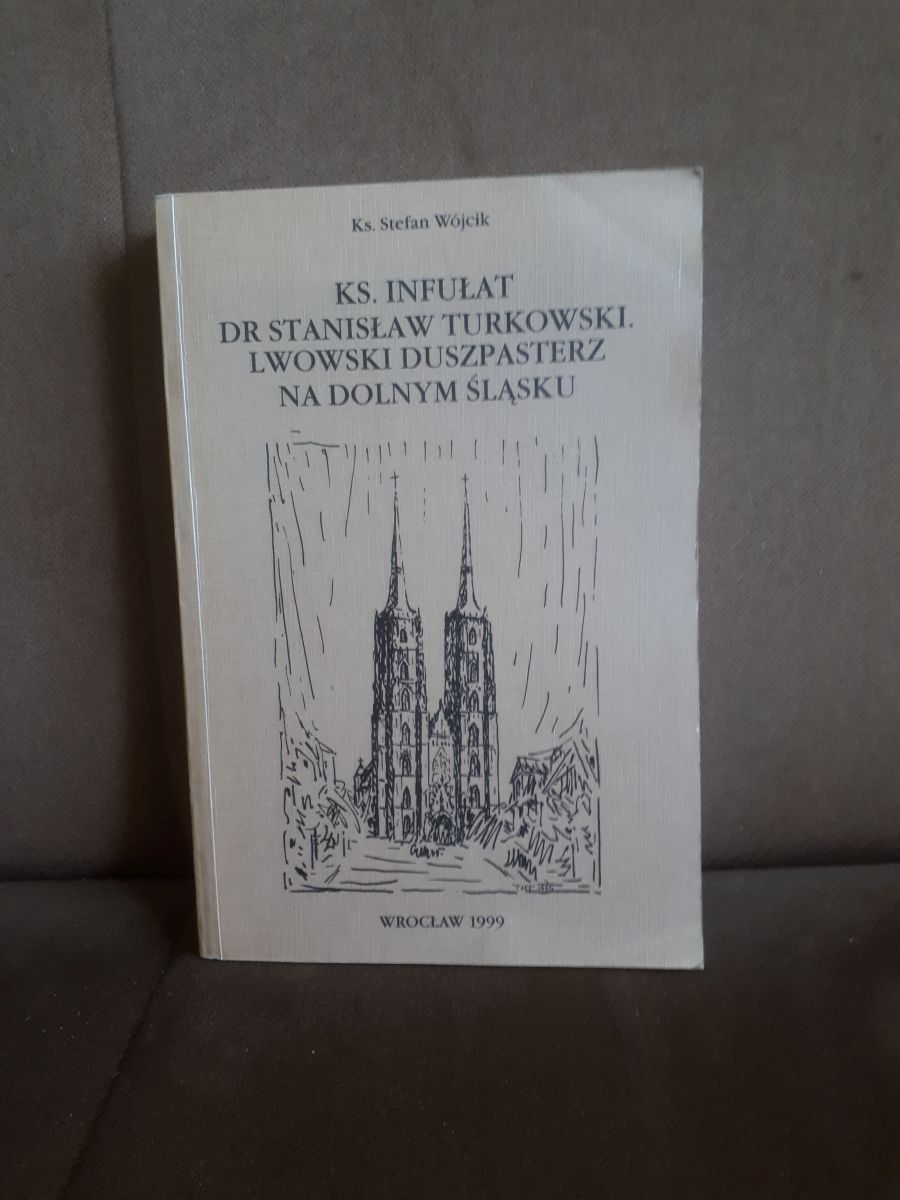 Ks. Stefan Wójcik
KS. INFUŁAT
DR STANISŁAW TURKOWSKI.
LWOWSKI DUSZPASTERZ
NA DOLNYM ŚLĄSKU
WROCŁAW 1999